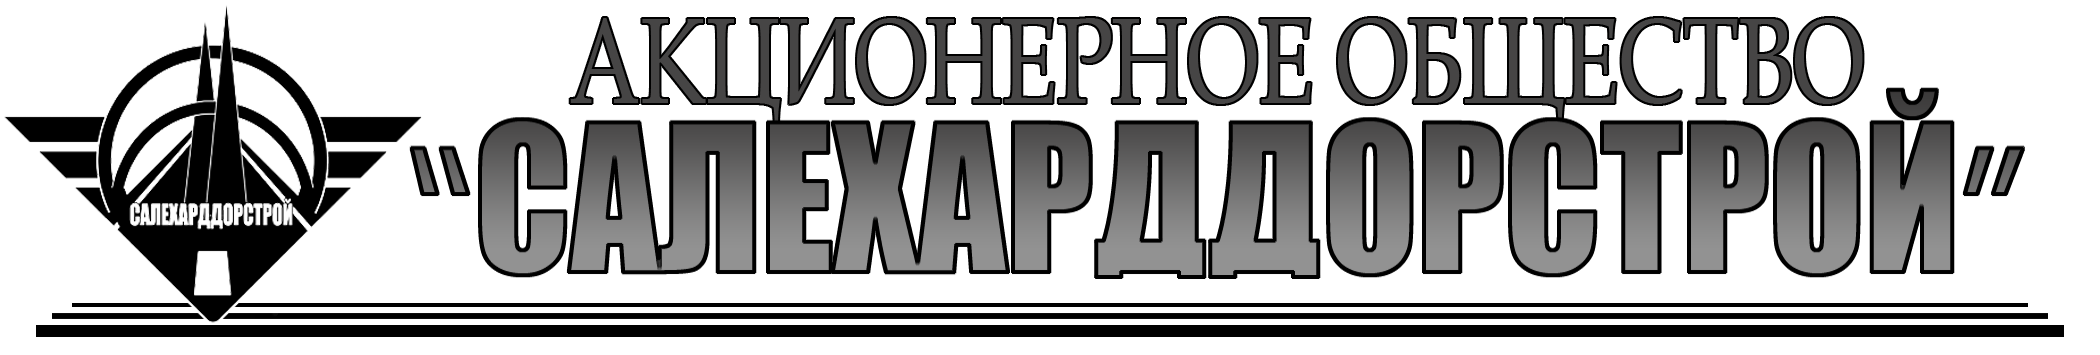 АКЦИОНЕРНОЕ ОБЩЕСТВО
"САЛЕХАРДДОРСТРОЙ"
САЛЕХАРДДОРСТРОЙ